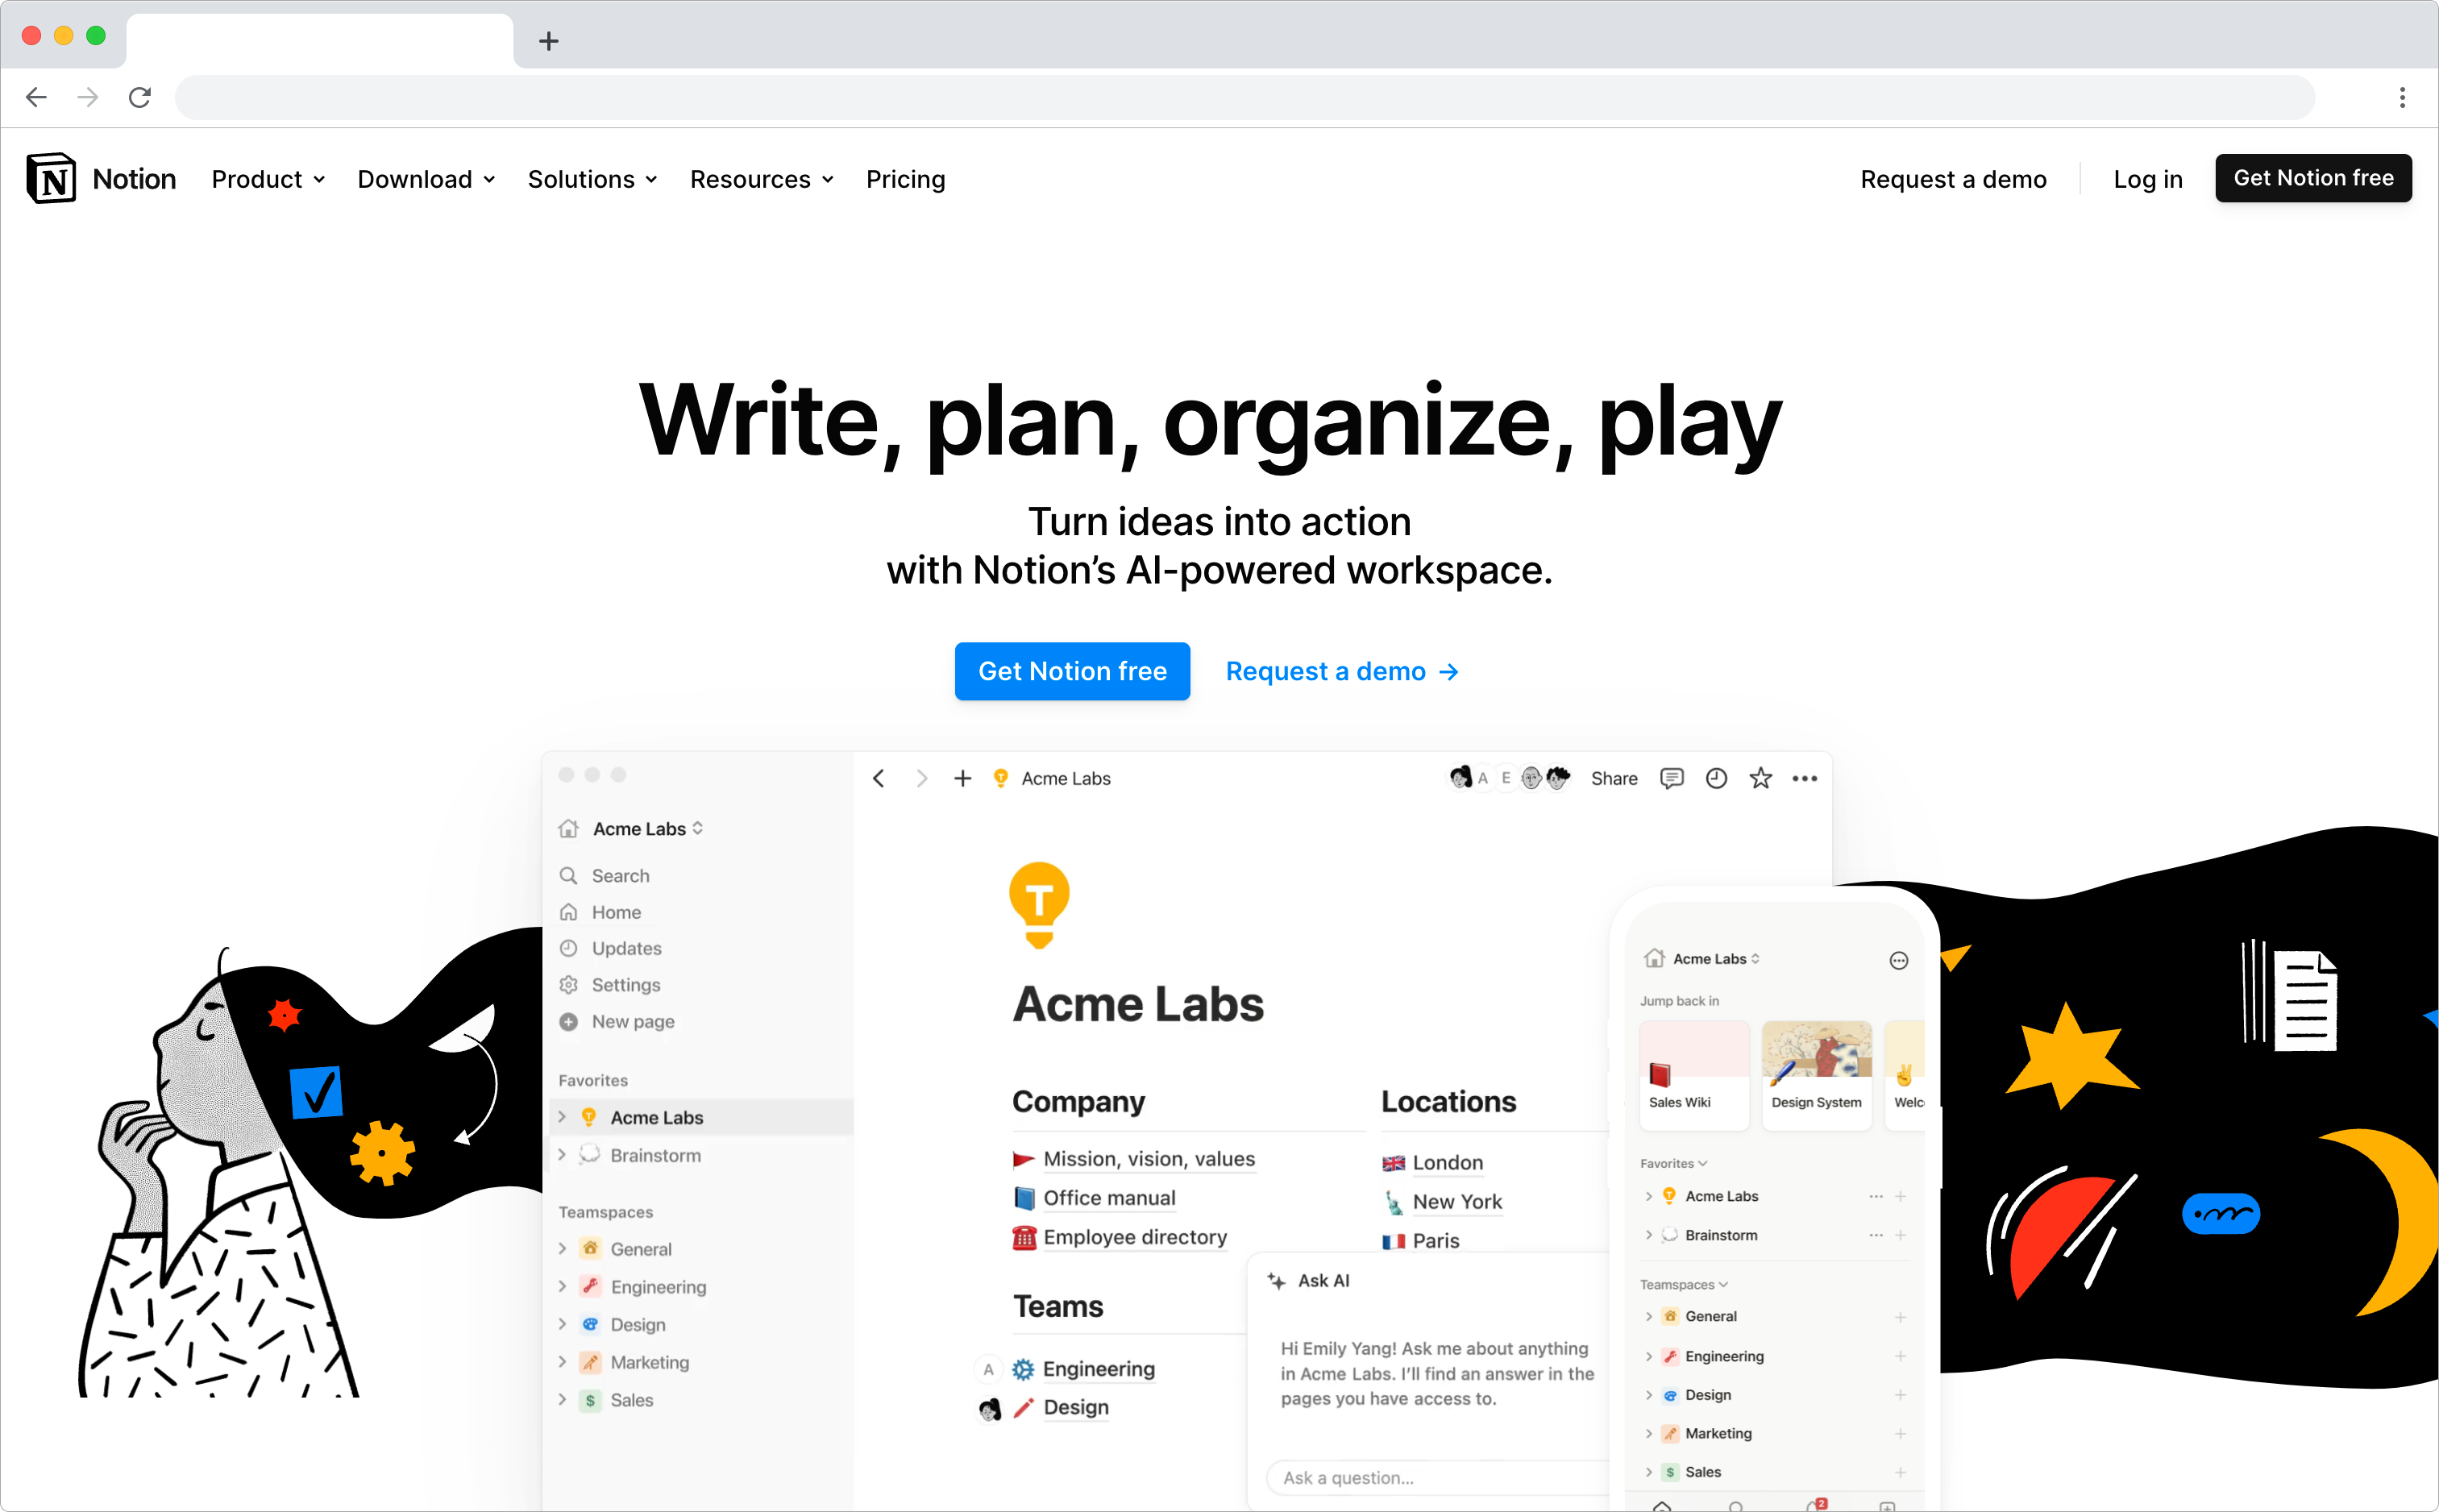 Notion
Product
Download
Solutions
Resources
Pricing
Request a demo
Log in
Get Notion free
Write, plan, organize, play
Turn ideas into action
with Notion’s AI-powered workspace.
Get Notion free
Request a demo →
Acme Labs
A
E
Share
Acme Labs
Search
Home
Updates
Settings
New page
Favorites
Acme Labs
Brainstorm
Teamspaces
General
Engineering
Design
Marketing
Sales
T
Acme Labs
Company
Mission, vision, values
Office manual
Employee directory
Locations
London
New York
Paris
Teams
A
Engineering
Design
Ask AI
Hi Emily Yang! Ask me about anything
in Acme Labs. I’ll find an answer in the
pages you have access to.
Ask a question...
Acme Labs
Jump back in
Sales Wiki
Design System
Welc
Favorites
Acme Labs
Brainstorm
Teamspaces
General
Engineering
Design
Marketing
Sales
2